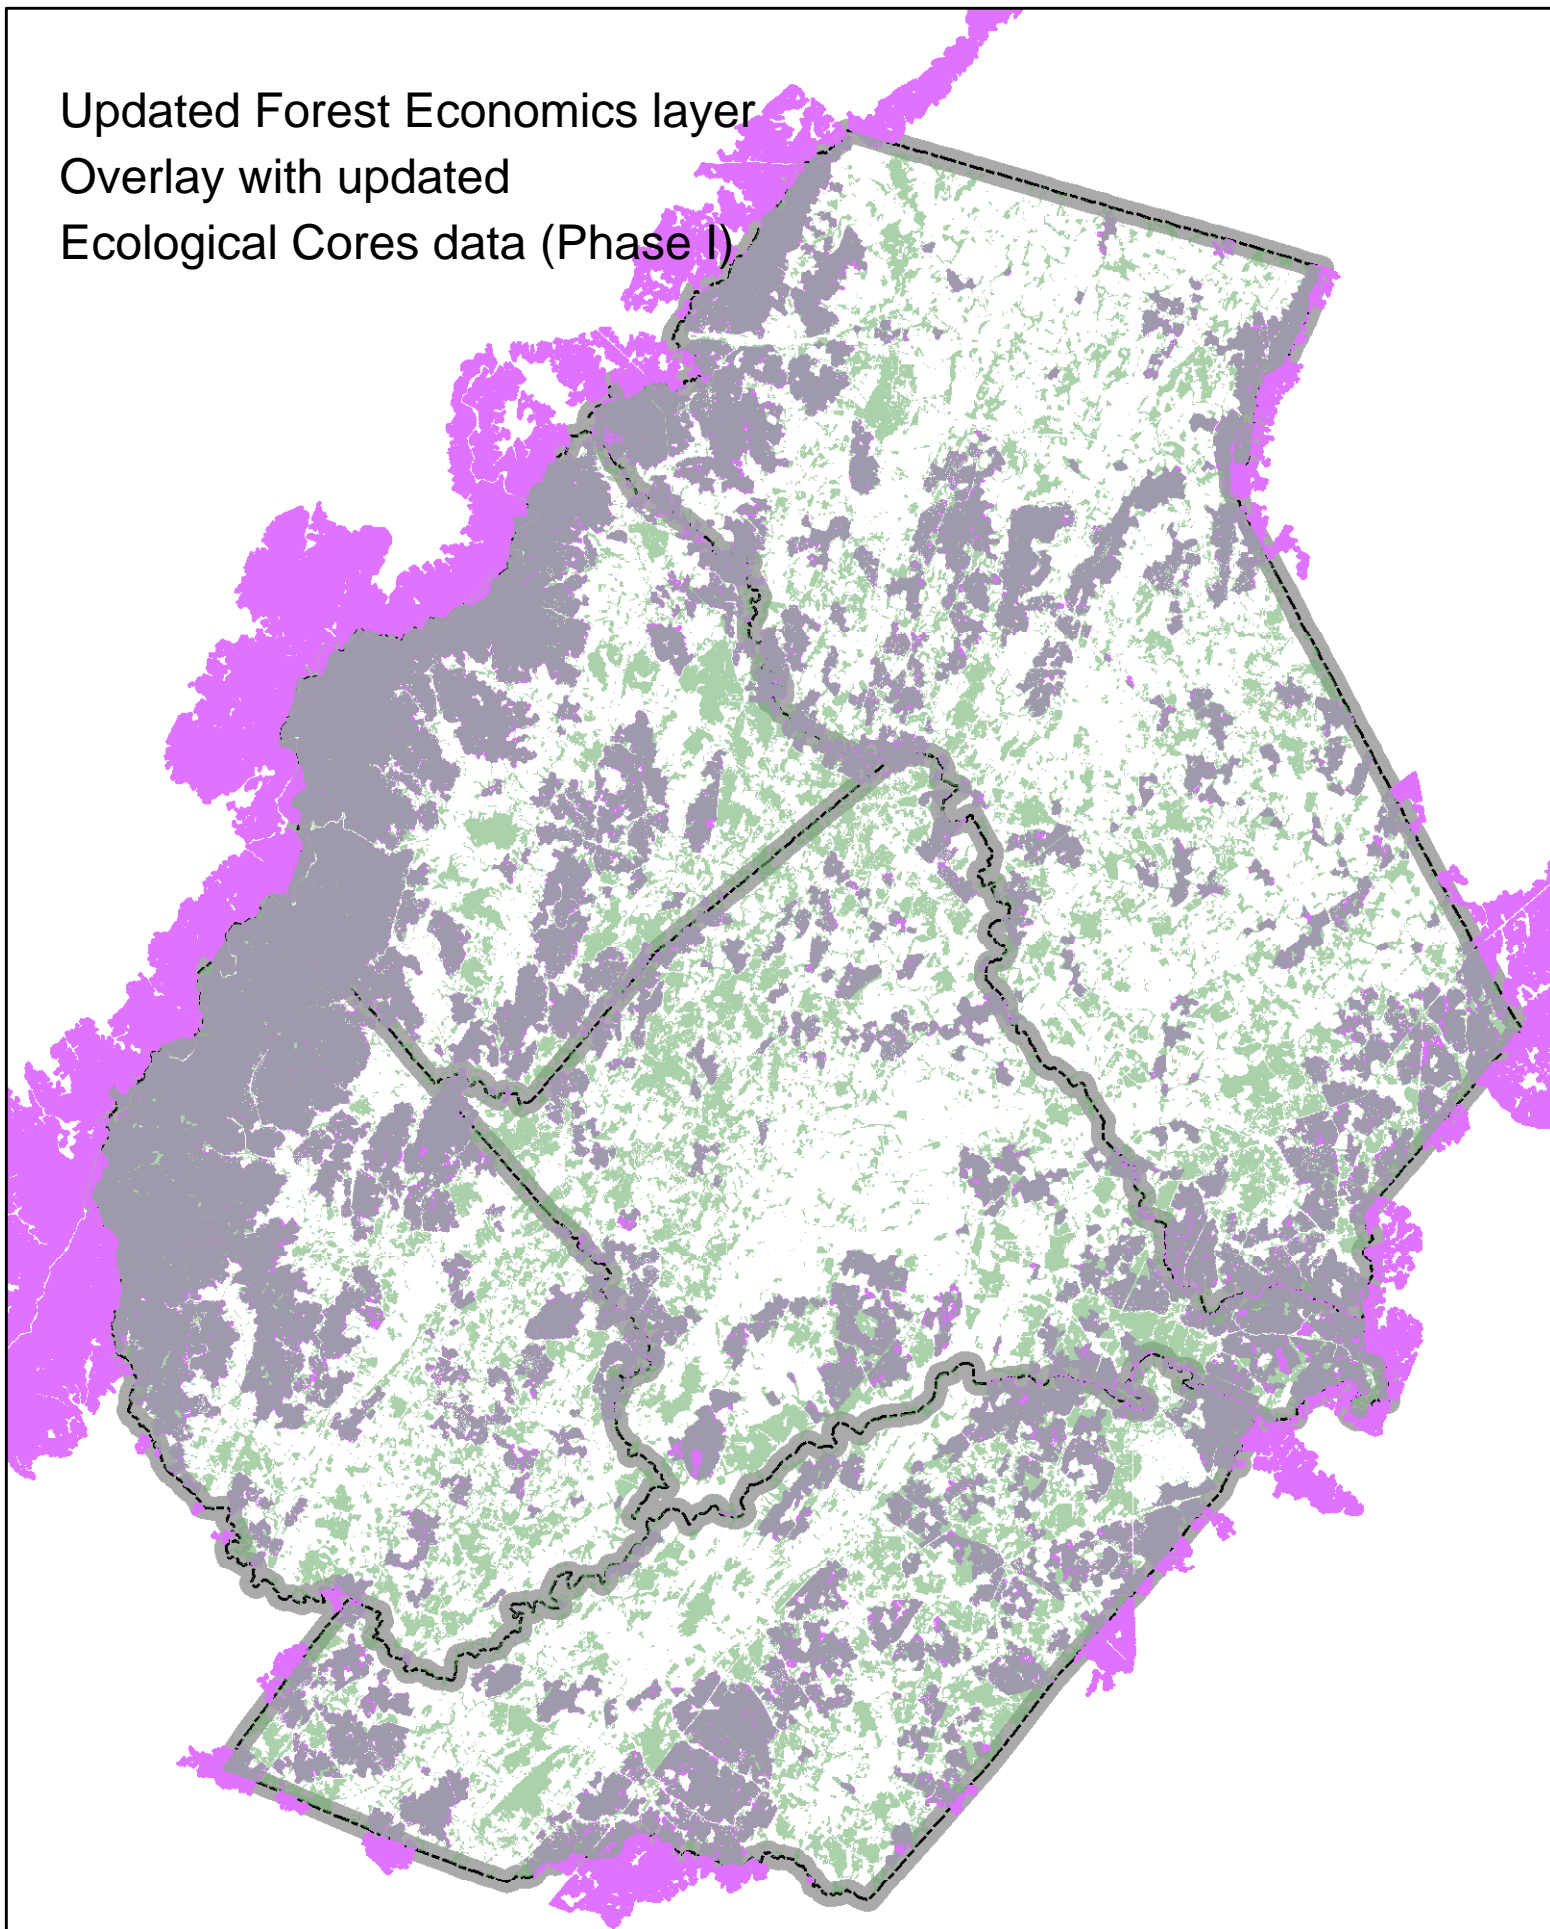 Updated Forest Economics layer
Overlay with updated
Ecological Cores data (Phase I)